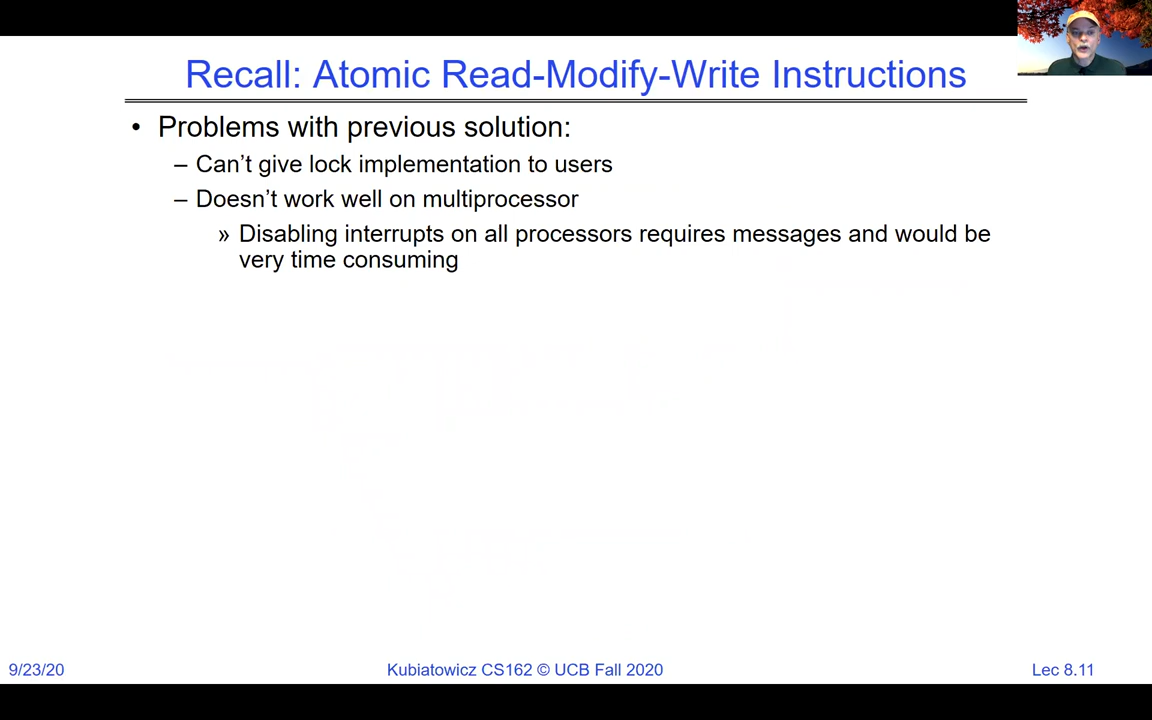 Recall: Atomic Read-Modify-Write Instructions
• Problems with previous solution:
– Can't give lock implementation to users
– Doesn't work well on multiprocessor
» Disabling interrupts on all processors requires messages and would be
very time consuming
9/23/20
Kubiatowicz CS162 © UCB Fall 2020
Lec 8.11